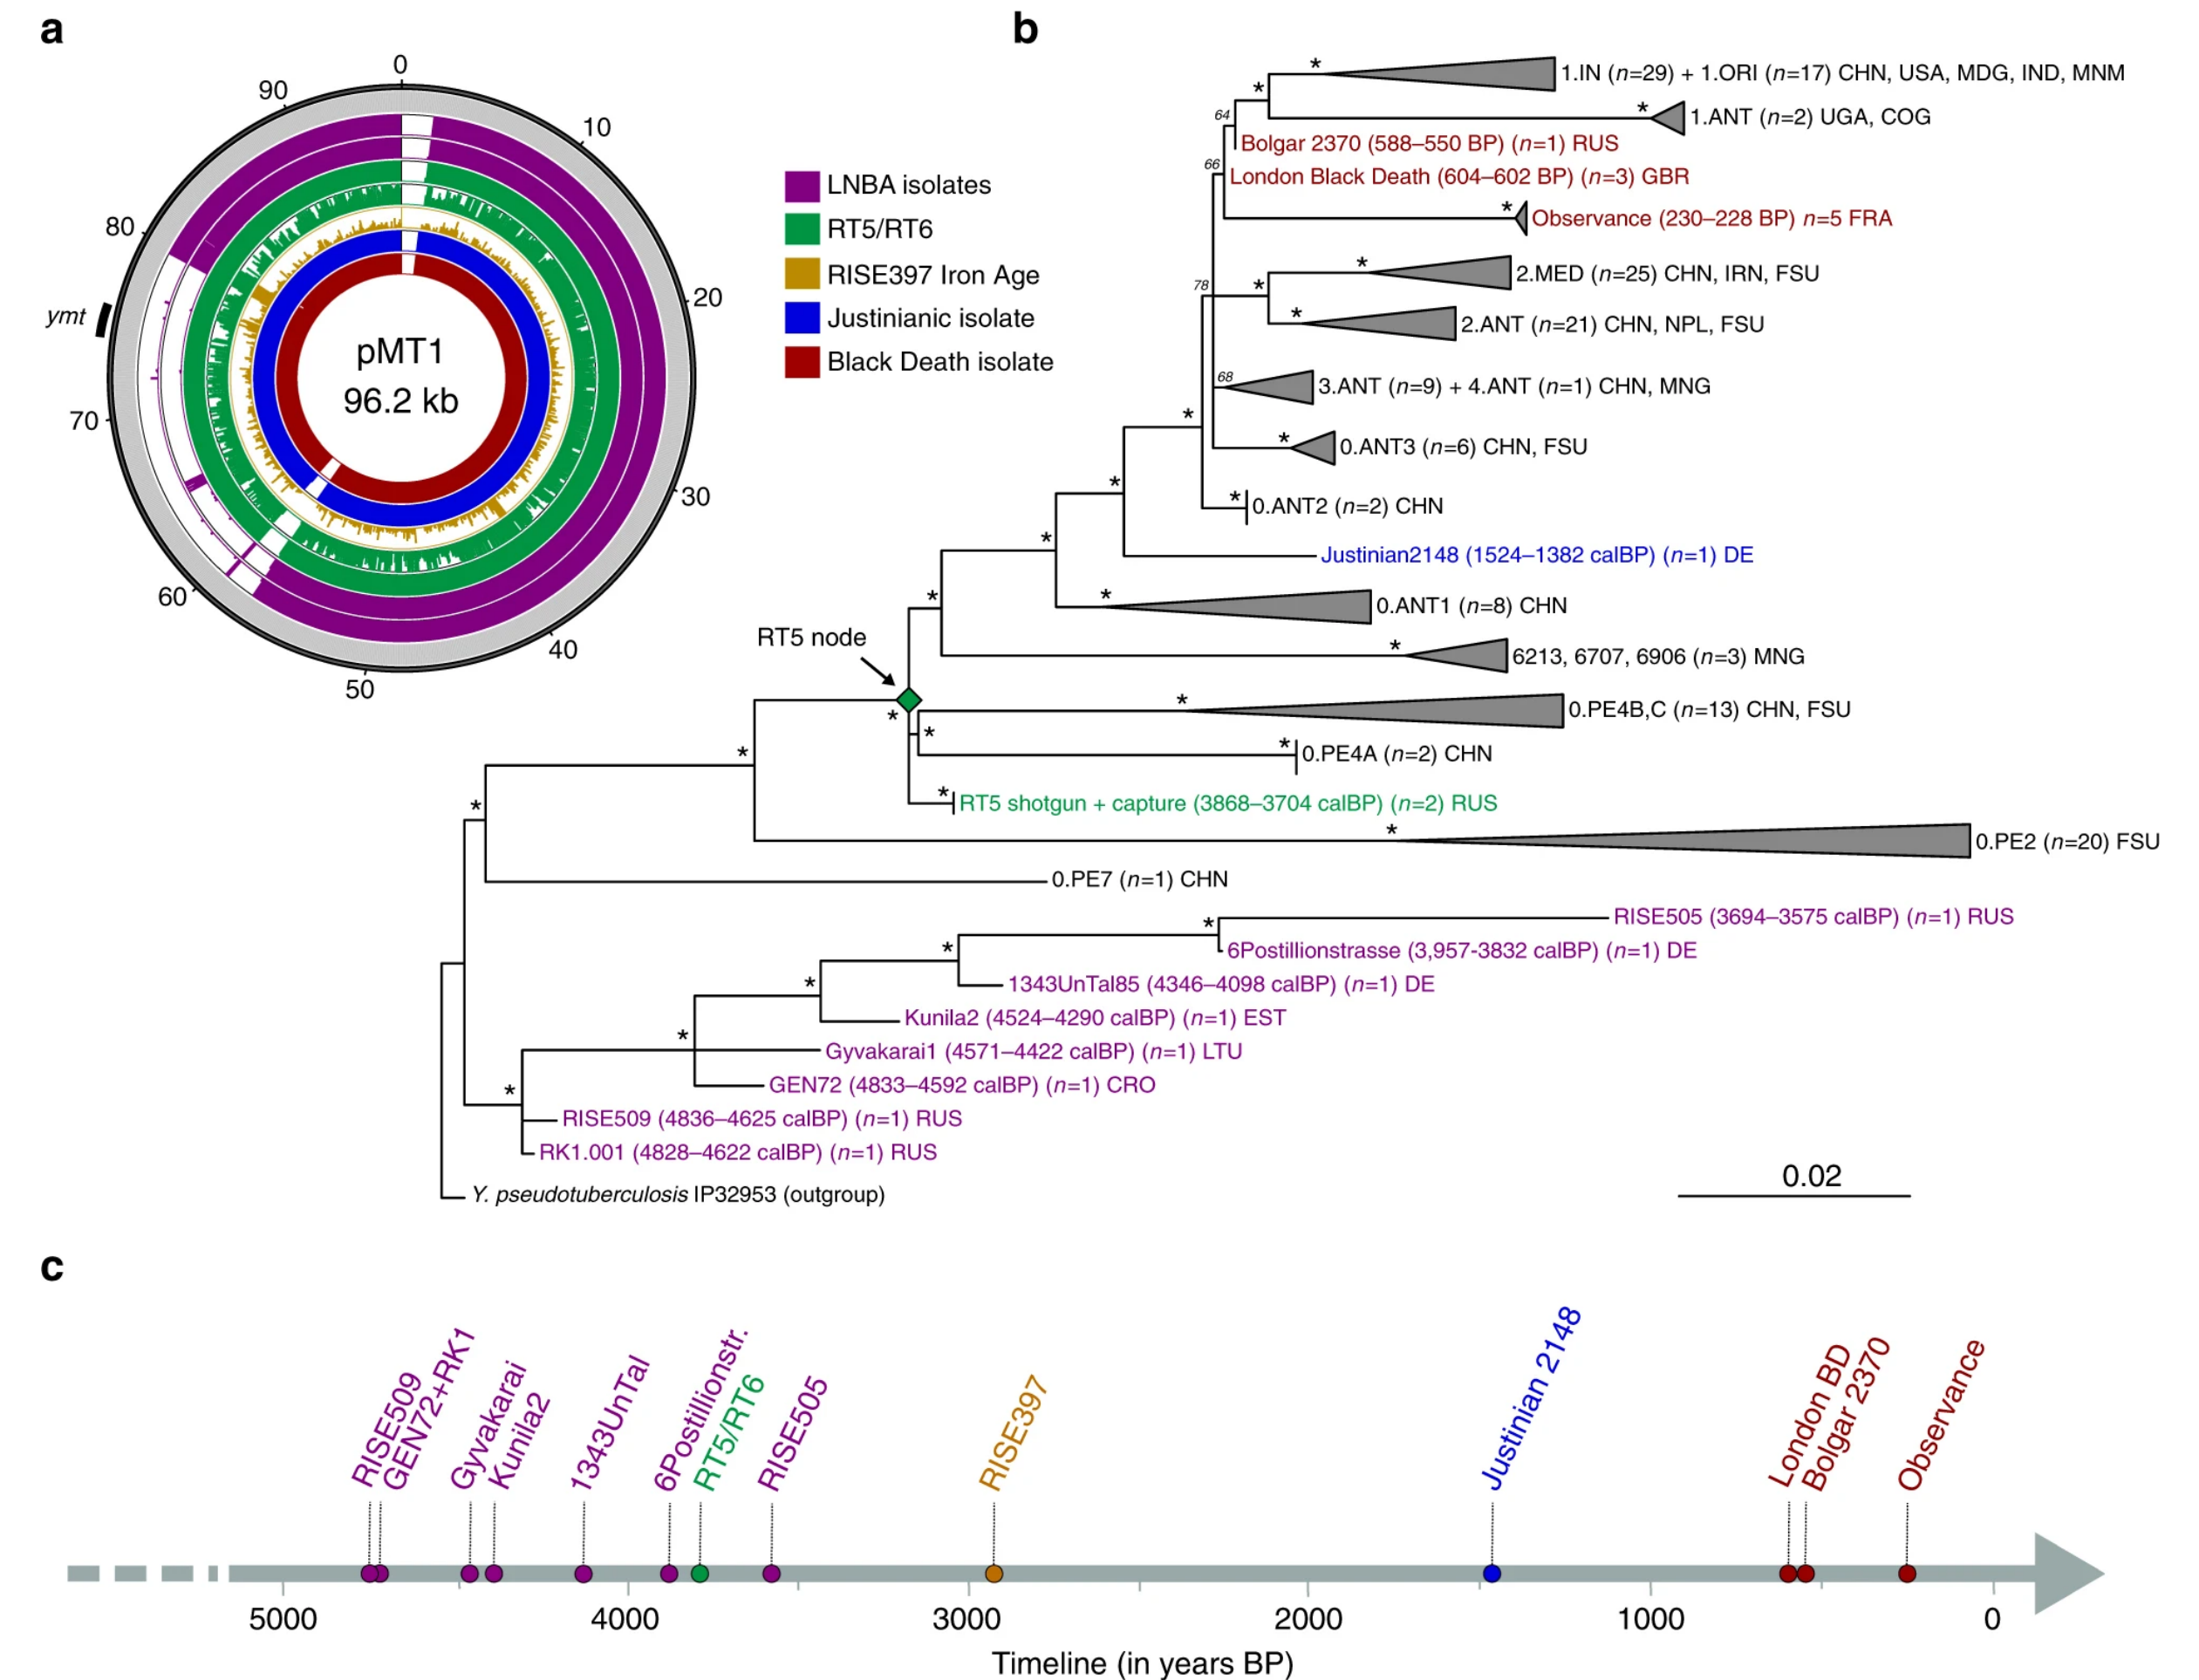 a
0
10
20
30
40
50
60
70
80
90
ymt
pMT1
96.2 kb
LNBA isolates
RT5/RT6
RISE397 Iron Age
Justinianic isolate
Black Death isolate
b
* 1.IN (n=29) + 1.ORI (n=17) CHN, USA, MDG, IND, MNM
*
* 1.ANT (n=2) UGA, COG
64
Bolgar 2370 (588–550 BP) (n=1) RUS
66
London Black Death (604–602 BP) (n=3) GBR
* Observance (230–228 BP) n=5 FRA
* 2.MED (n=25) CHN, IRN, FSU
78
*
* 2.ANT (n=21) CHN, NPL, FSU
68 3.ANT (n=9) + 4.ANT (n=1) CHN, MNG
*
* 0.ANT3 (n=6) CHN, FSU
*
* 0.ANT2 (n=2) CHN
*
Justinian2148 (1524–1382 calBP) (n=1) DE
*
* 0.ANT1 (n=8) CHN
RT5 node
* 6213, 6707, 6906 (n=3) MNG
*
* 0.PE4B,C (n=13) CHN, FSU
*
* 0.PE4A (n=2) CHN
*
* RT5 shotgun + capture (3868–3704 calBP) (n=2) RUS
* 0.PE2 (n=20) FSU
*
0.PE7 (n=1) CHN
*
RISE505 (3694–3575 calBP) (n=1) RUS
*
6Postillionstrasse (3,957-3832 calBP) (n=1) DE
*
1343UnTal85 (4346–4098 calBP) (n=1) DE
*
Kunila2 (4524–4290 calBP) (n=1) EST
*
Gyvakarai1 (4571–4422 calBP) (n=1) LTU
GEN72 (4833–4592 calBP) (n=1) CRO
*
RISE509 (4836–4625 calBP) (n=1) RUS
RK1.001 (4828–4622 calBP) (n=1) RUS
Y. pseudotuberculosis IP32953 (outgroup)
0.02
c
RISE509
GEN72+RK1
Gyvakarai
Kunila2
1343UnTal
6Postillionstr.
RT5/RT6
RISE505
RISE397
Justinian 2148
London BD
Bolgar 2370
Observance
5000
4000
3000
2000
1000
0
Timeline (in years BP)